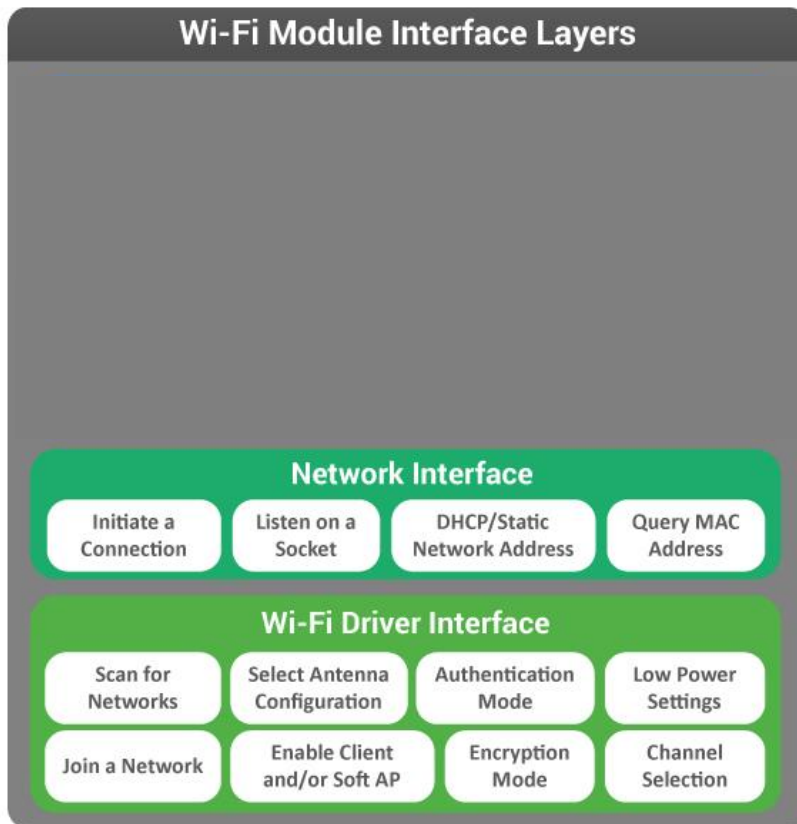 Wi-Fi Module Interface Layers
Network Interface
Initiate a
Connection
Listen on a
Socket
DHCP/Static
Network Address
Query MAC
Address
Wi-Fi Driver Interface
Scan for
Networks
Select Antenna
Configuration
Authentication
Mode
Low Power
Settings
Join a Network
Enable Client
and/or Soft AP
Encryption
Mode
Channel
Selection